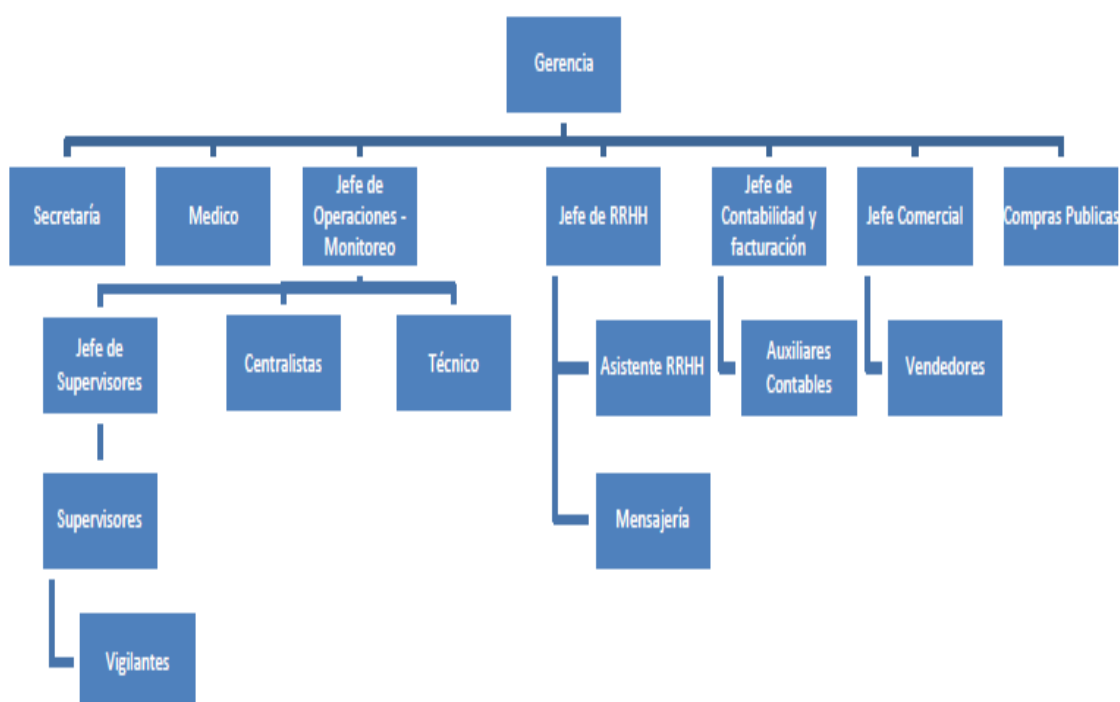 Gerencia
Secretaría
Medico
Jefe de
Operaciones -
Monitoreo
Jefe de RRHH
Jefe de
Contabilidad y
facturación
Jefe Comercial
Compras Publicas
Jefe de
Supervisores
Centralistas
Técnico
Asistente RRHH
Auxiliares
Contables
Vendedores
Supervisores
Mensajería
Vigilantes